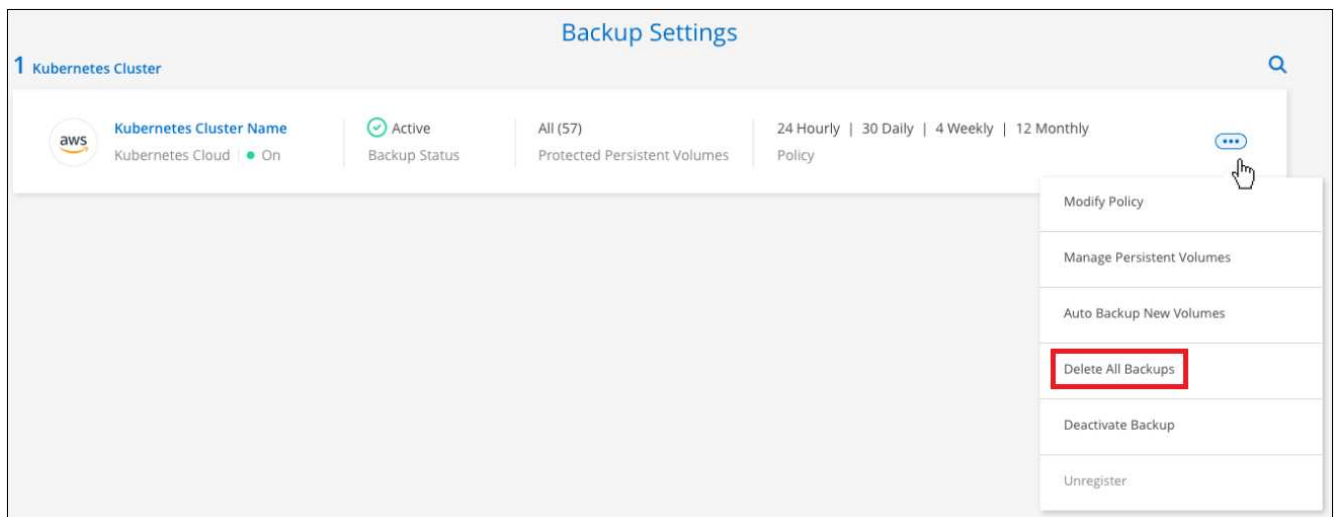 Backup Settings
1 Kubernetes Cluster
aws
Kubernetes Cluster Name
Kubernetes Cloud | On
Active
Backup Status
All (57)
Protected Persistent Volumes
24 Hourly | 30 Daily | 4 Weekly | 12 Monthly
Policy
Modify Policy
Manage Persistent Volumes
Auto Backup New Volumes
Delete All Backups
Deactivate Backup
Unregister